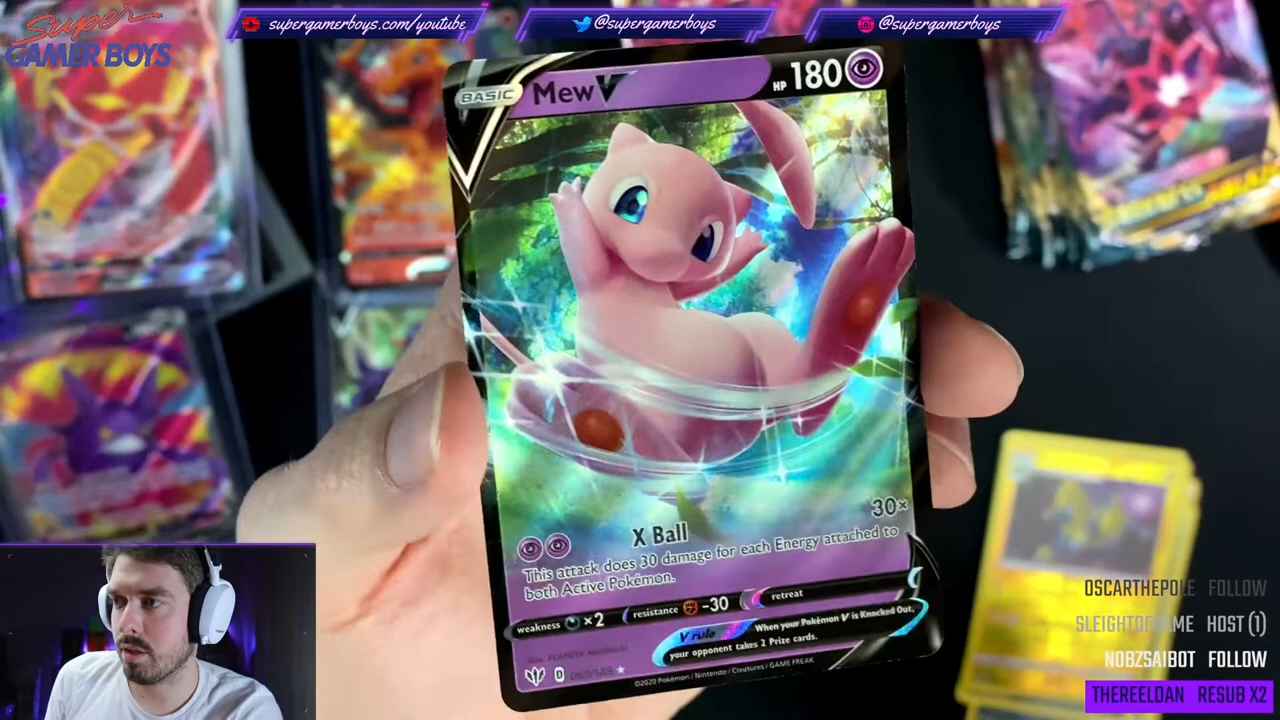 Super
GAMER BOYS
supergamerboys.com/youtube
@supergamerboys
@supergamerboys
BASIC
Mew V
HP 180
X Ball
30×
This attack does 30 damage for each Energy attached to
both Active Pokémon.
weakness ×2
resistance -30
retreat
V rule
When your Pokémon V is Knocked Out,
your opponent takes 2 Prize cards.
D
069/189
©2020 Pokémon / Nintendo / Creatures / GAME FREAK
OSCARTHEPOLE FOLLOW
SLEIGHTOFGAME HOST (1)
NOBZSAIBOT FOLLOW
THEREELDAN RESUB X2